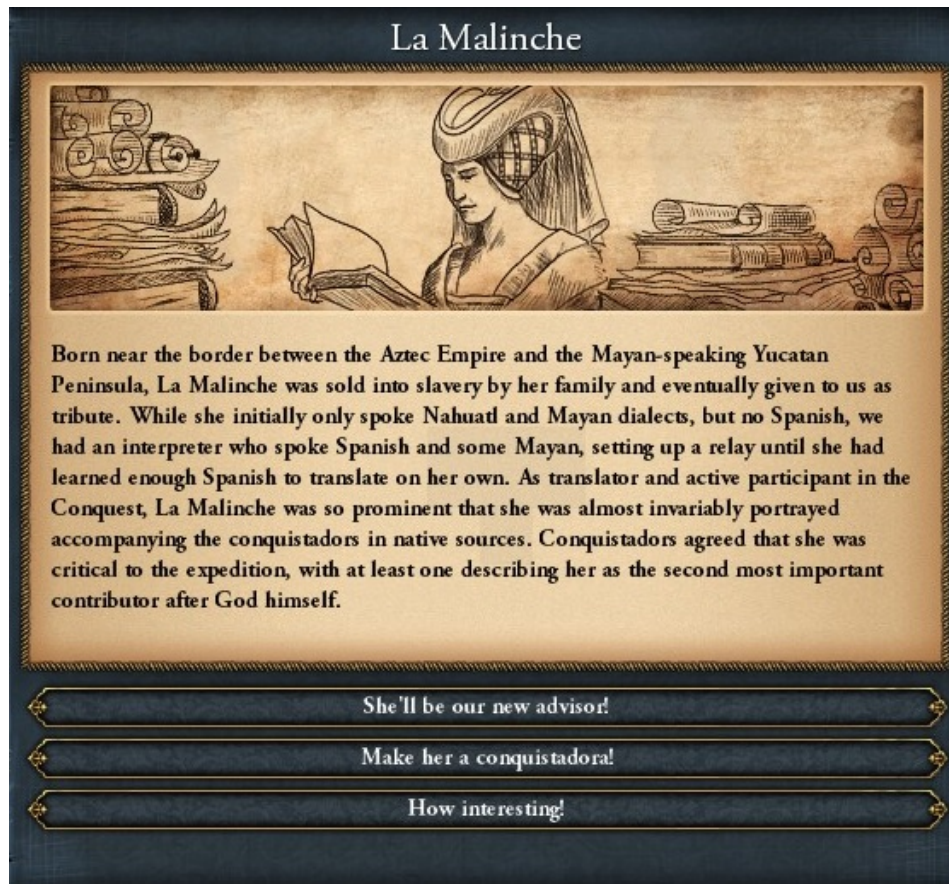 La Malinche
Born near the border between the Aztec Empire and the Mayan-speaking Yucatan
Peninsula, La Malinche was sold into slavery by her family and eventually given to us as
tribute. While she initially only spoke Nahuatl and Mayan dialects, but no Spanish, we
had an interpreter who spoke Spanish and some Mayan, setting up a relay until she had
learned enough Spanish to translate on her own. As translator and active participant in the
Conquest, La Malinche was so prominent that she was almost invariably portrayed
accompanying the conquistadors in native sources. Conquistadors agreed that she was
critical to the expedition, with at least one describing her as the second most important
contributor after God himself.
She'll be our new advisor!
Make her a conquistadora!
How interesting!